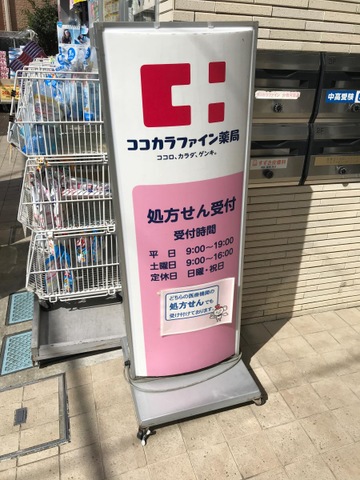 ココカラファイン薬局
ココロ、カラダ、ゲンキ。
処方せん受付
受付時間
平 日 9:00~19:00
土曜日 9:00~16:00
定休日 日曜・祝日
どちらの医療機関の
処方せんでも
受け付けております
中高受験